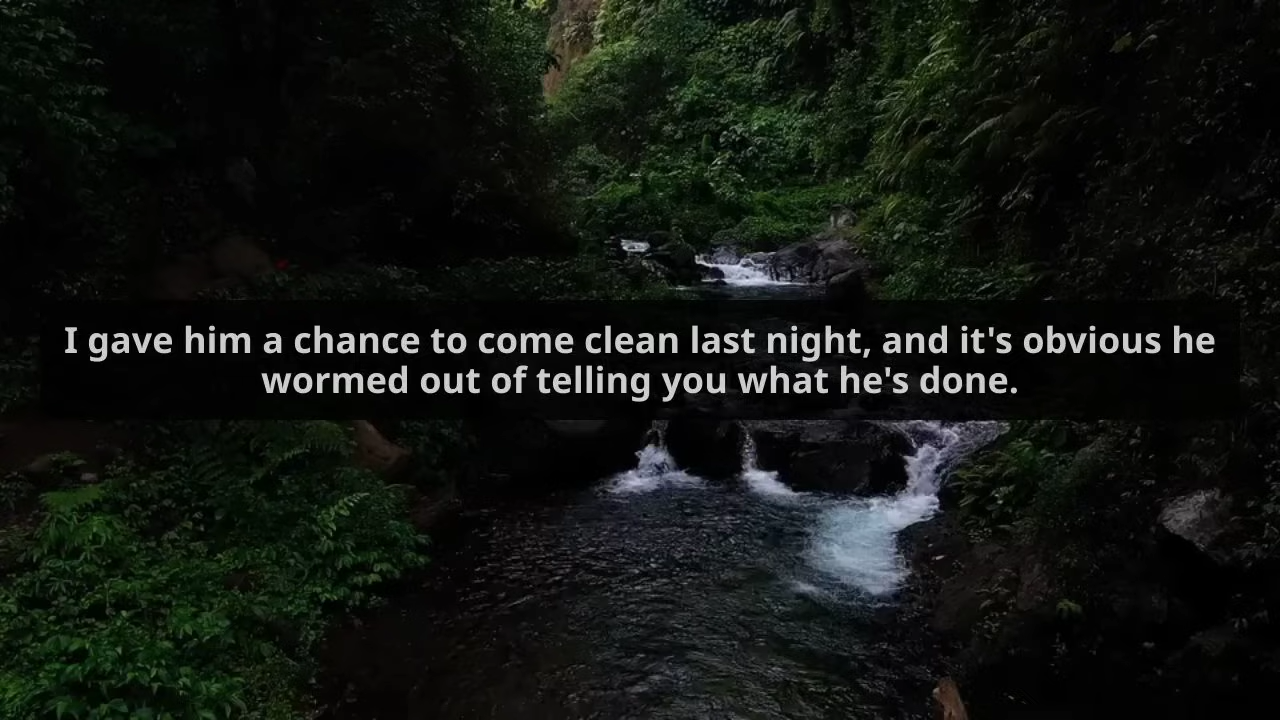 I gave him a chance to come clean last night, and it's obvious he
wormed out of telling you what he's done.